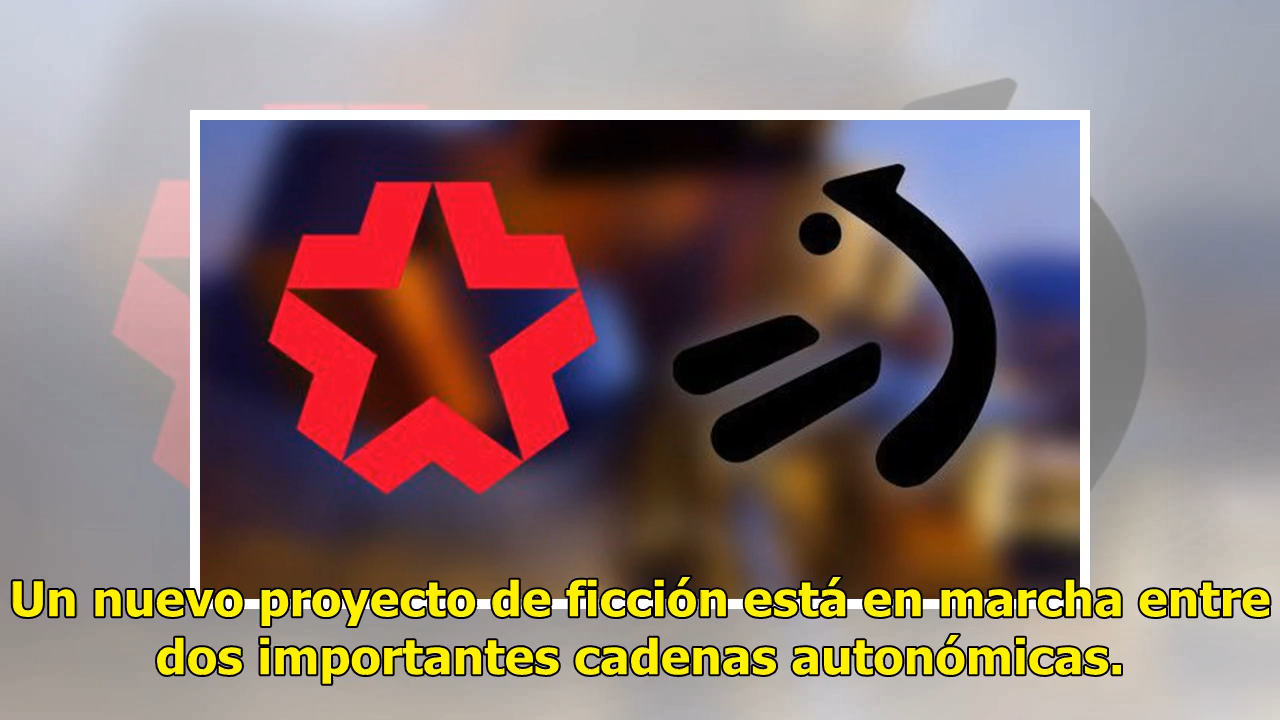 Un nuevo proyecto de ficción está en marcha entre
dos importantes cadenas autonómicas.